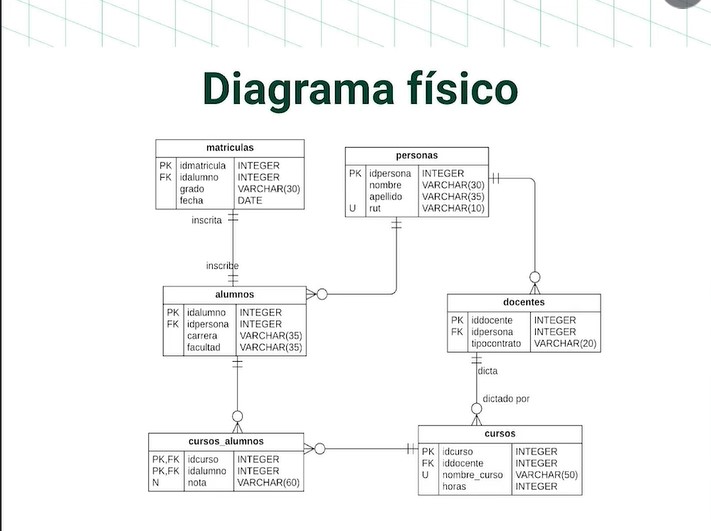 Diagrama físico
matriculas
PK idmatricula INTEGER
FK idalumno INTEGER
grado VARCHAR(30)
fecha DATE
personas
PK idpersona INTEGER
nombre VARCHAR(30)
apellido VARCHAR(35)
U rut VARCHAR(10)
inscrita
inscribe
alumnos
PK idalumno INTEGER
FK idpersona INTEGER
carrera VARCHAR(35)
facultad VARCHAR(35)
docentes
PK iddocente INTEGER
FK idpersona INTEGER
tipocontrato VARCHAR(20)
dicta
dictado por
cursos_alumnos
PK,FK idcurso INTEGER
PK,FK idalumno INTEGER
N nota VARCHAR(60)
cursos
PK idcurso INTEGER
FK iddocente INTEGER
U nombre_curso VARCHAR(50)
horas INTEGER